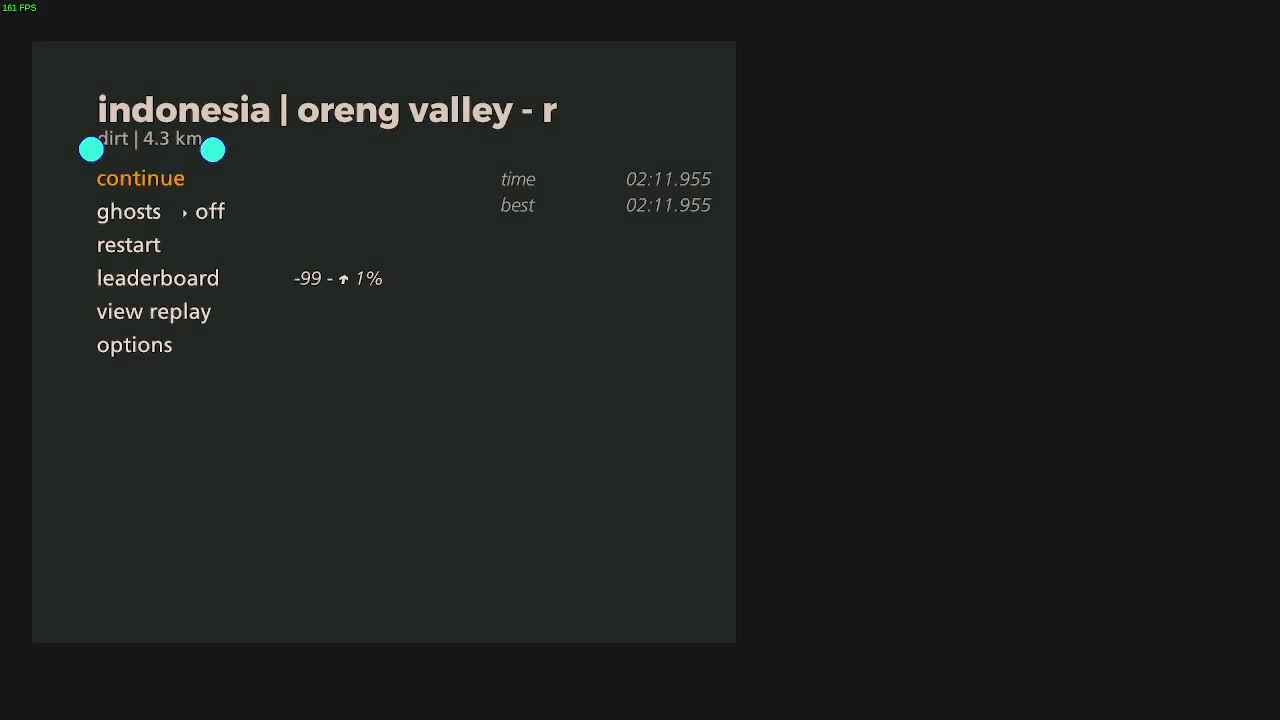 161 FPS
indonesia | oreng valley - r
dirt | 4.3 km
continue
time 02:11.955
best 02:11.955
ghosts ‣ off
restart
leaderboard -99 - ↑ 1%
view replay
options